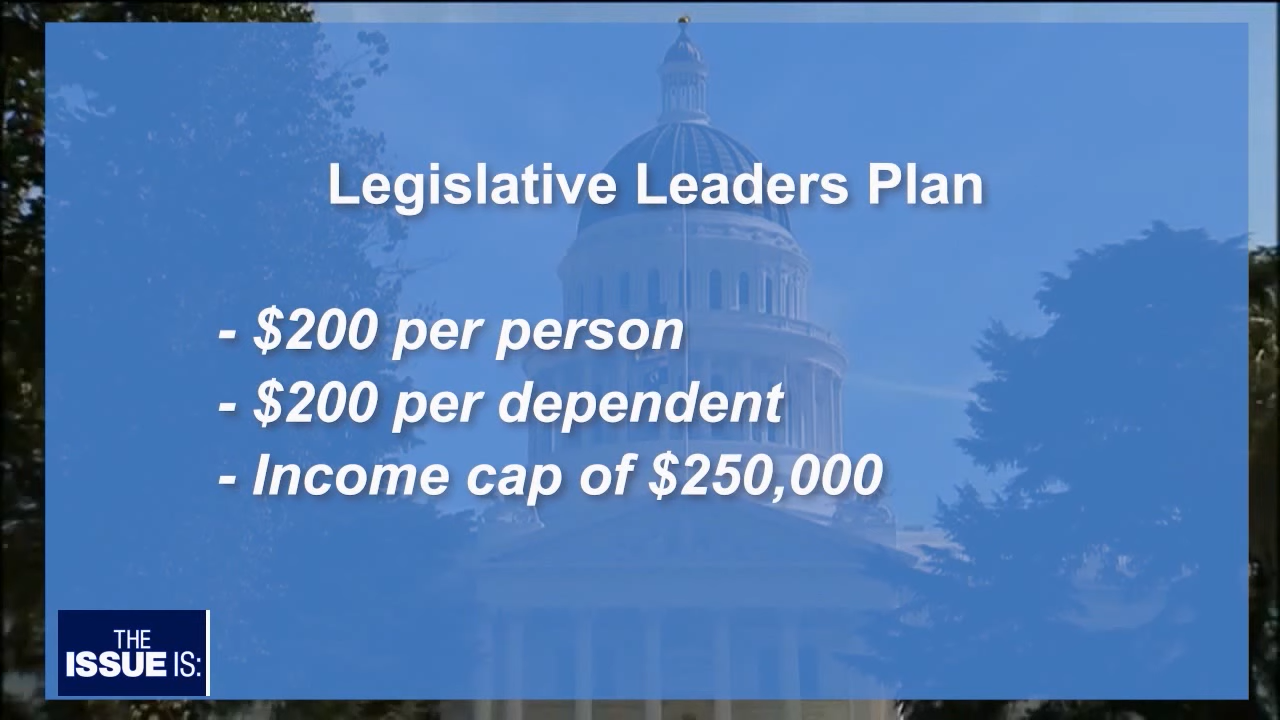 Legislative Leaders Plan
- $200 per person
- $200 per dependent
- Income cap of $250,000
THE
ISSUE IS: